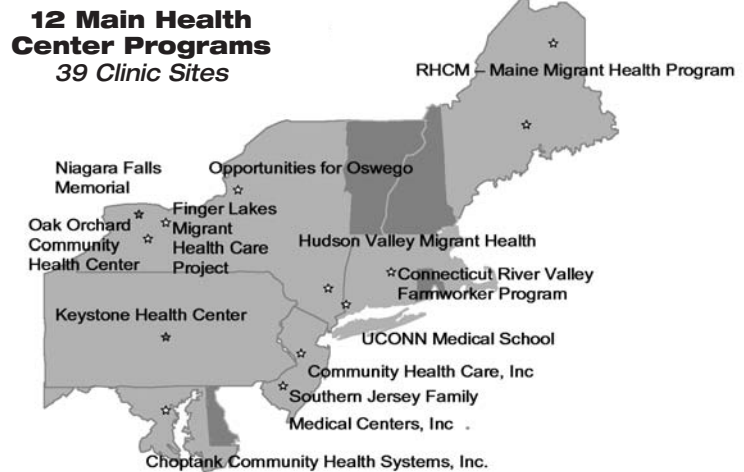 12 Main Health
Center Programs
39 Clinic Sites
RHCM – Maine Migrant Health Program
Niagara Falls
Memorial
Opportunities for Oswego
Oak Orchard
Community
Health Center
Finger Lakes
Migrant
Health Care
Project
Hudson Valley Migrant Health
Connecticut River Valley
Farmworker Program
Keystone Health Center
UCONN Medical School
Community Health Care, Inc
Southern Jersey Family
Medical Centers, Inc .
Choptank Community Health Systems, Inc.